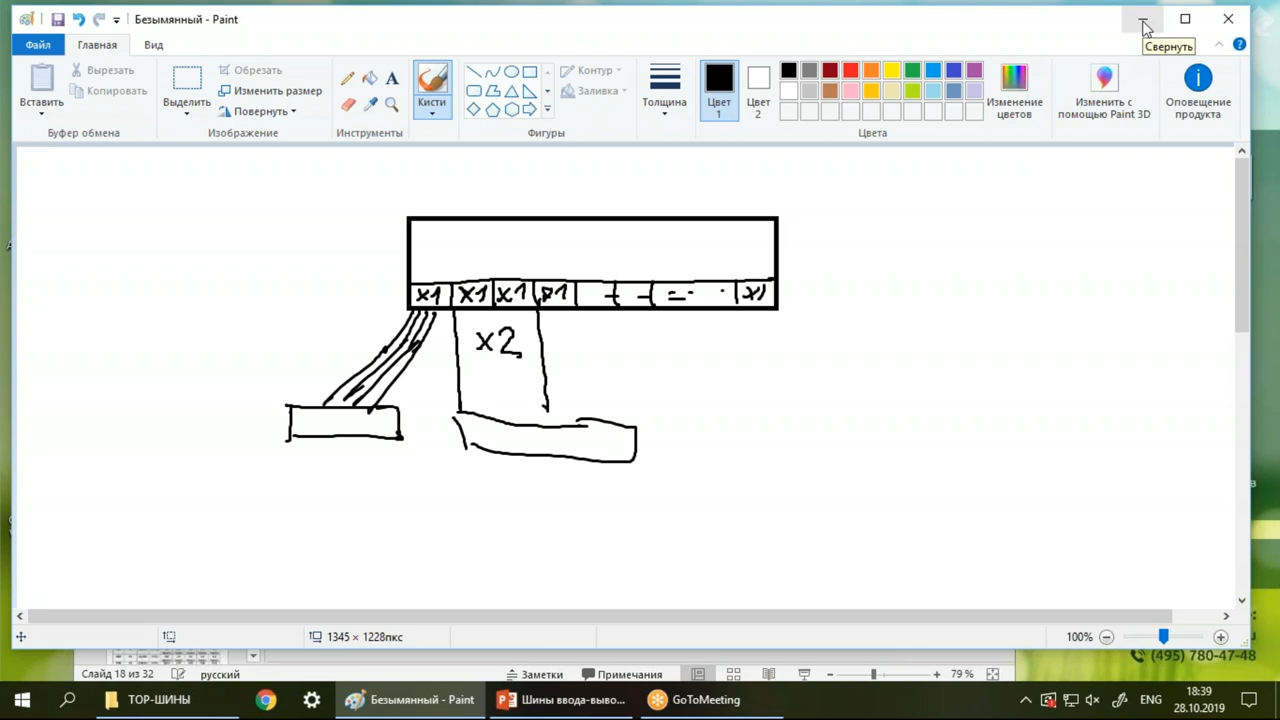 Безымянный - Paint
Свернуть
Файл Главная Вид
Вставить
Вырезать
Копировать
Буфер обмена
Выделить
Обрезать
Изменить размер
Повернуть
Изображение
A
Инструменты
Кисти
Контур
Заливка
Фигуры
Толщина
Цвет 1
Цвет 2
Изменение цветов
Цвета
Изменить с помощью Paint 3D
Оповещение продукта
x1 x1 x1 x1
x2
1345 × 1228пкс
100%
(495) 780-47-48
Слайд 18 из 32 русский Заметки Примечания 79 %
ТОР-ШИНЫ Безымянный - Paint Шины ввода-выво... GoToMeeting ENG
18:39
28.10.2019